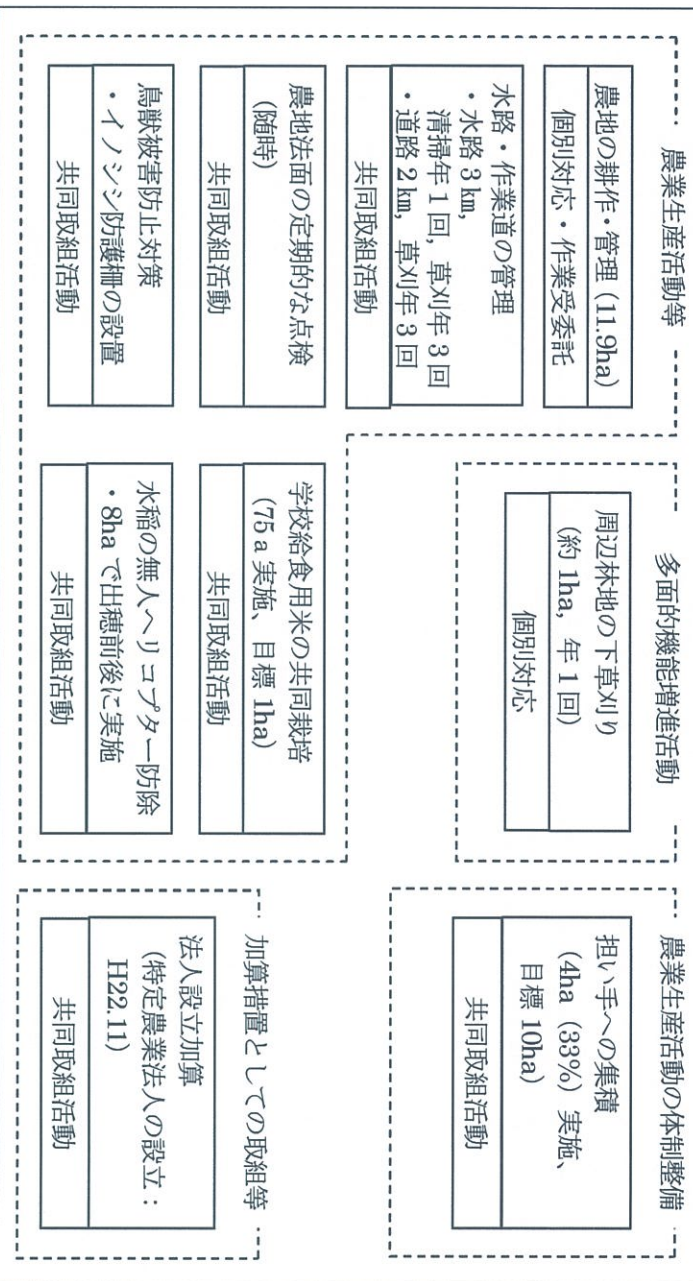 農業生産活動等
農地の耕作・管理(11.9ha)
個別対応・作業受委託
水路・作業道の管理
・水路 3 km,
清掃年 1 回, 草刈年 3 回
・道路 2 km, 草刈年 3 回
共同取組活動
農地法面の定期的な点検
(随時)
共同取組活動
鳥獣被害防止対策
・イノシシ防護柵の設置
共同取組活動
多面的機能増進活動
周辺林地の下草刈り
(約 1ha, 年 1 回)
個別対応
学校給食用米の共同栽培
(75a 実施、目標 1ha)
共同取組活動
水稲の無人ヘリコプター防除
・8ha で出穂前後に実施
共同取組活動
農業生産活動の体制整備
担い手への集積
(4ha(33%)実施、
目標 10ha)
共同取組活動
加算措置としての取組等
法人設立加算
(特定農業法人の設立:
H22.11)
共同取組活動